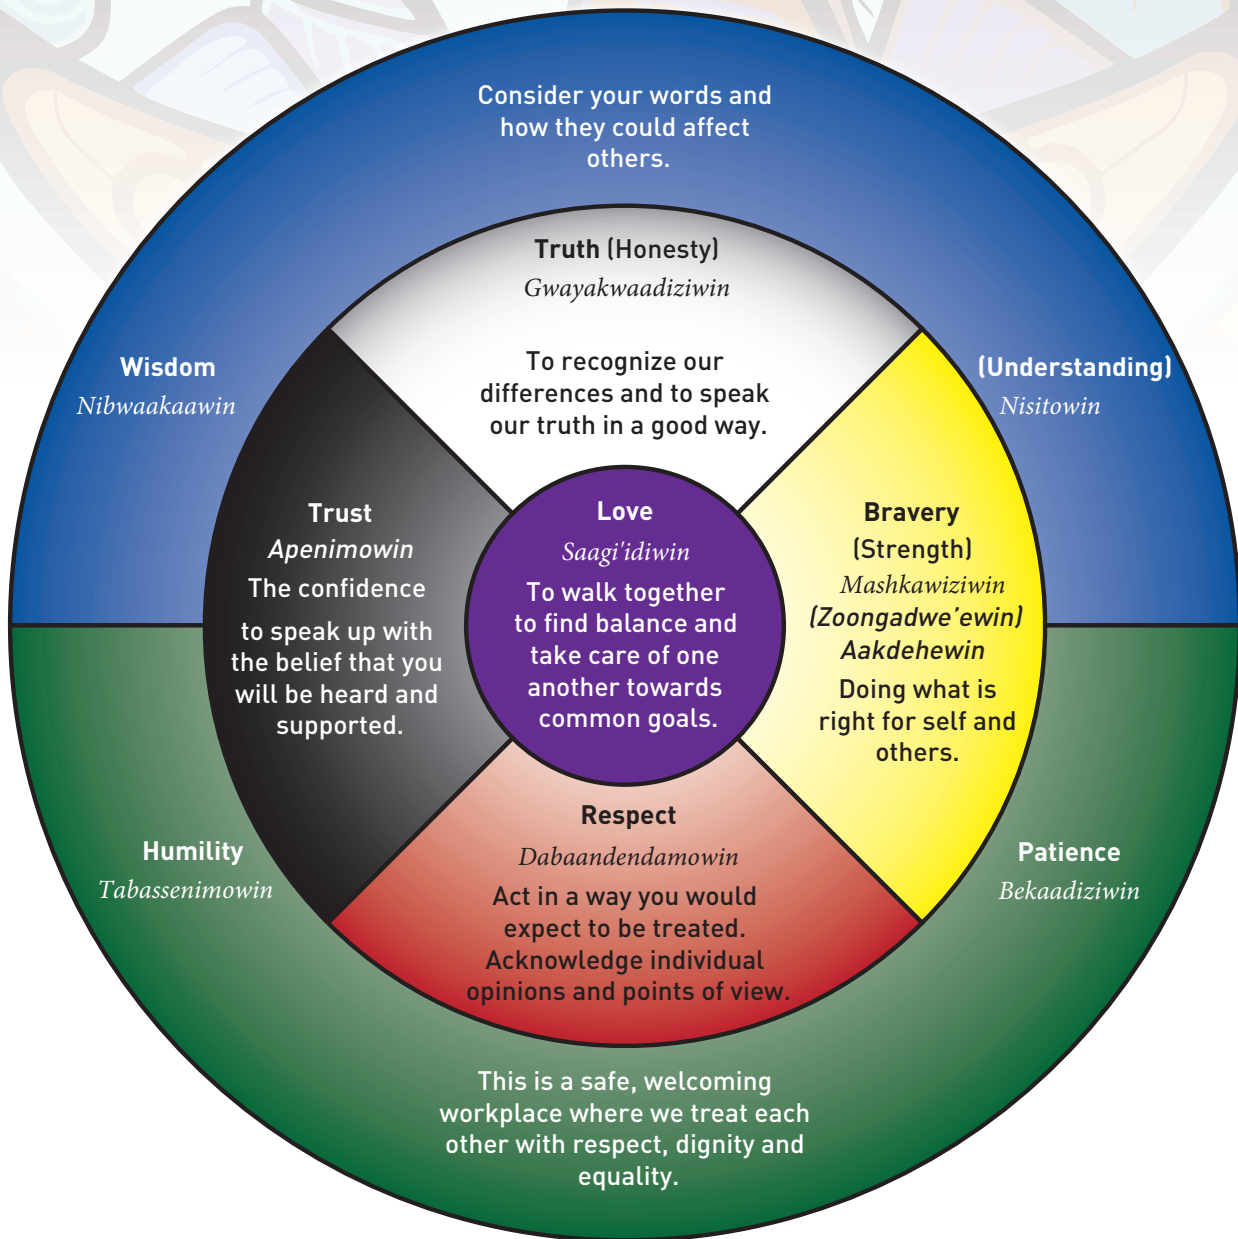 Consider your words and
how they could affect
others.
Wisdom
Nibwaakaawin
(Understanding)
Nisitowin
Truth (Honesty)
Gwayakwaadiziwin
To recognize our
differences and to speak
our truth in a good way.
Trust
Apenimowin
The confidence
to speak up with
the belief that you
will be heard and
supported.
Love
Saagi'idiwin
To walk together
to find balance and
take care of one
another towards
common goals.
Bravery
(Strength)
Mashkawiziwin
(Zoongadwe’ewin)
Aakdehewin
Doing what is
right for self and
others.
Respect
Dabaandendamowin
Act in a way you would
expect to be treated.
Acknowledge individual
opinions and points of view.
Humility
Tabassenimowin
Patience
Bekaadiziwin
This is a safe, welcoming
workplace where we treat each
other with respect, dignity and
equality.